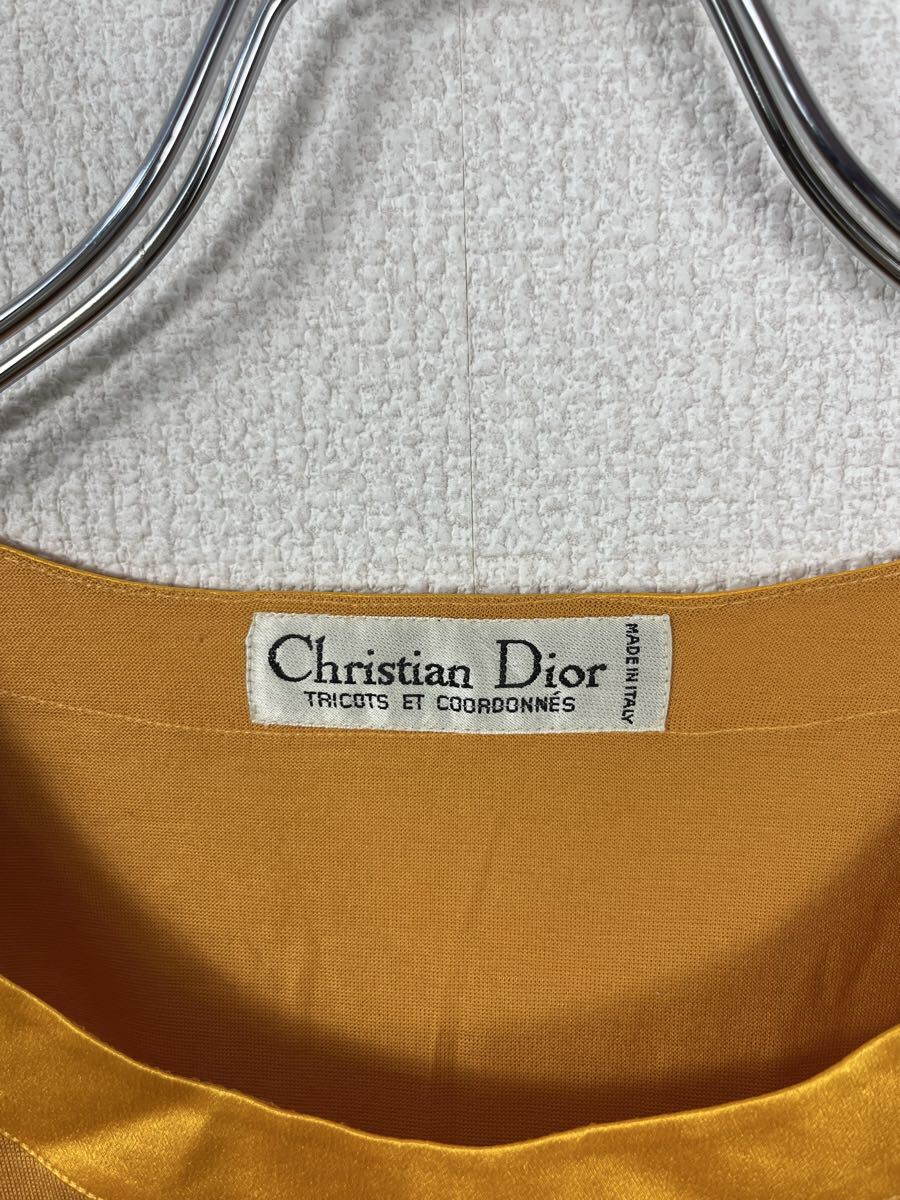 Christian Dior
TRICOTS ET COORDONNÉS
MADE IN ITALY